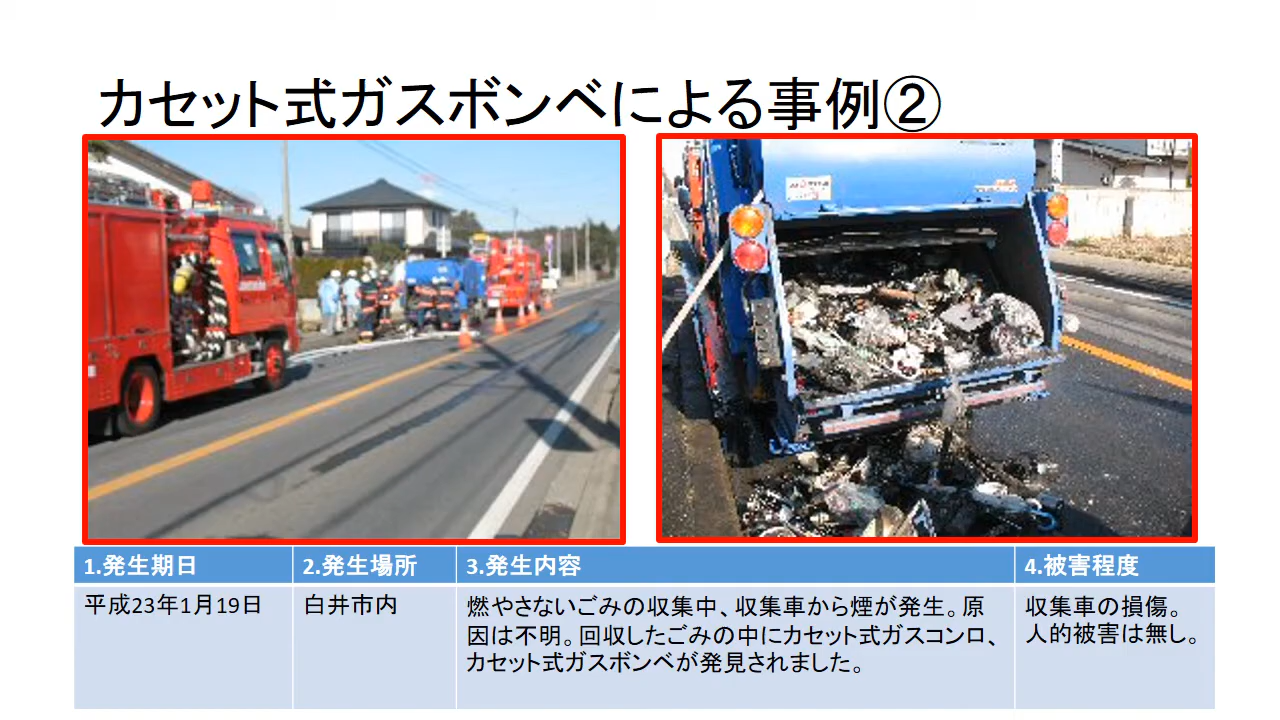 カセット式ガスボンベによる事例②
1.発生期日
2.発生場所
3.発生内容
4.被害程度
平成23年1月19日
白井市内
燃やさないごみの収集中、収集車から煙が発生。原
因は不明。回収したごみの中にカセット式ガスコンロ、
カセット式ガスボンベが発見されました。
収集車の損傷。
人的被害は無し。